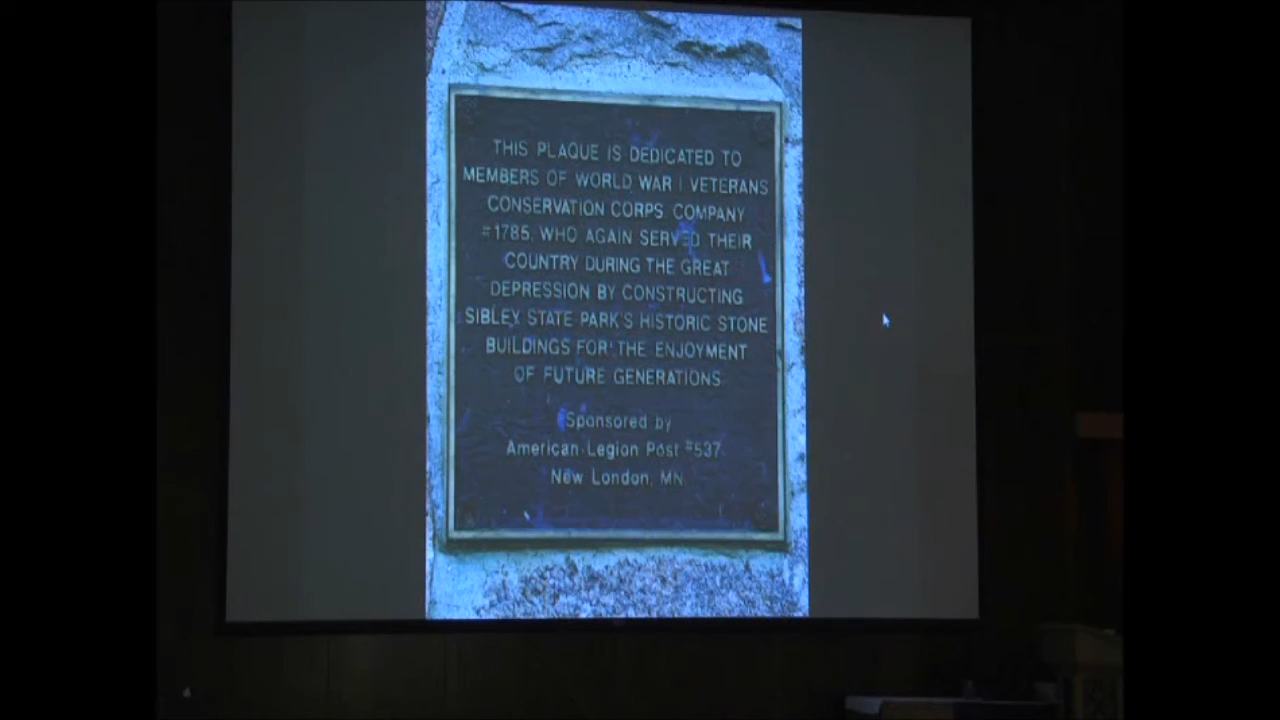 THIS PLAQUE IS DEDICATED TO
MEMBERS OF WORLD WAR I VETERANS
CONSERVATION CORPS COMPANY
#1785, WHO AGAIN SERVED THEIR
COUNTRY DURING THE GREAT
DEPRESSION BY CONSTRUCTING
SIBLEY STATE PARK'S HISTORIC STONE
BUILDINGS FOR THE ENJOYMENT
OF FUTURE GENERATIONS
Sponsored by
American Legion Post #537
New London, MN